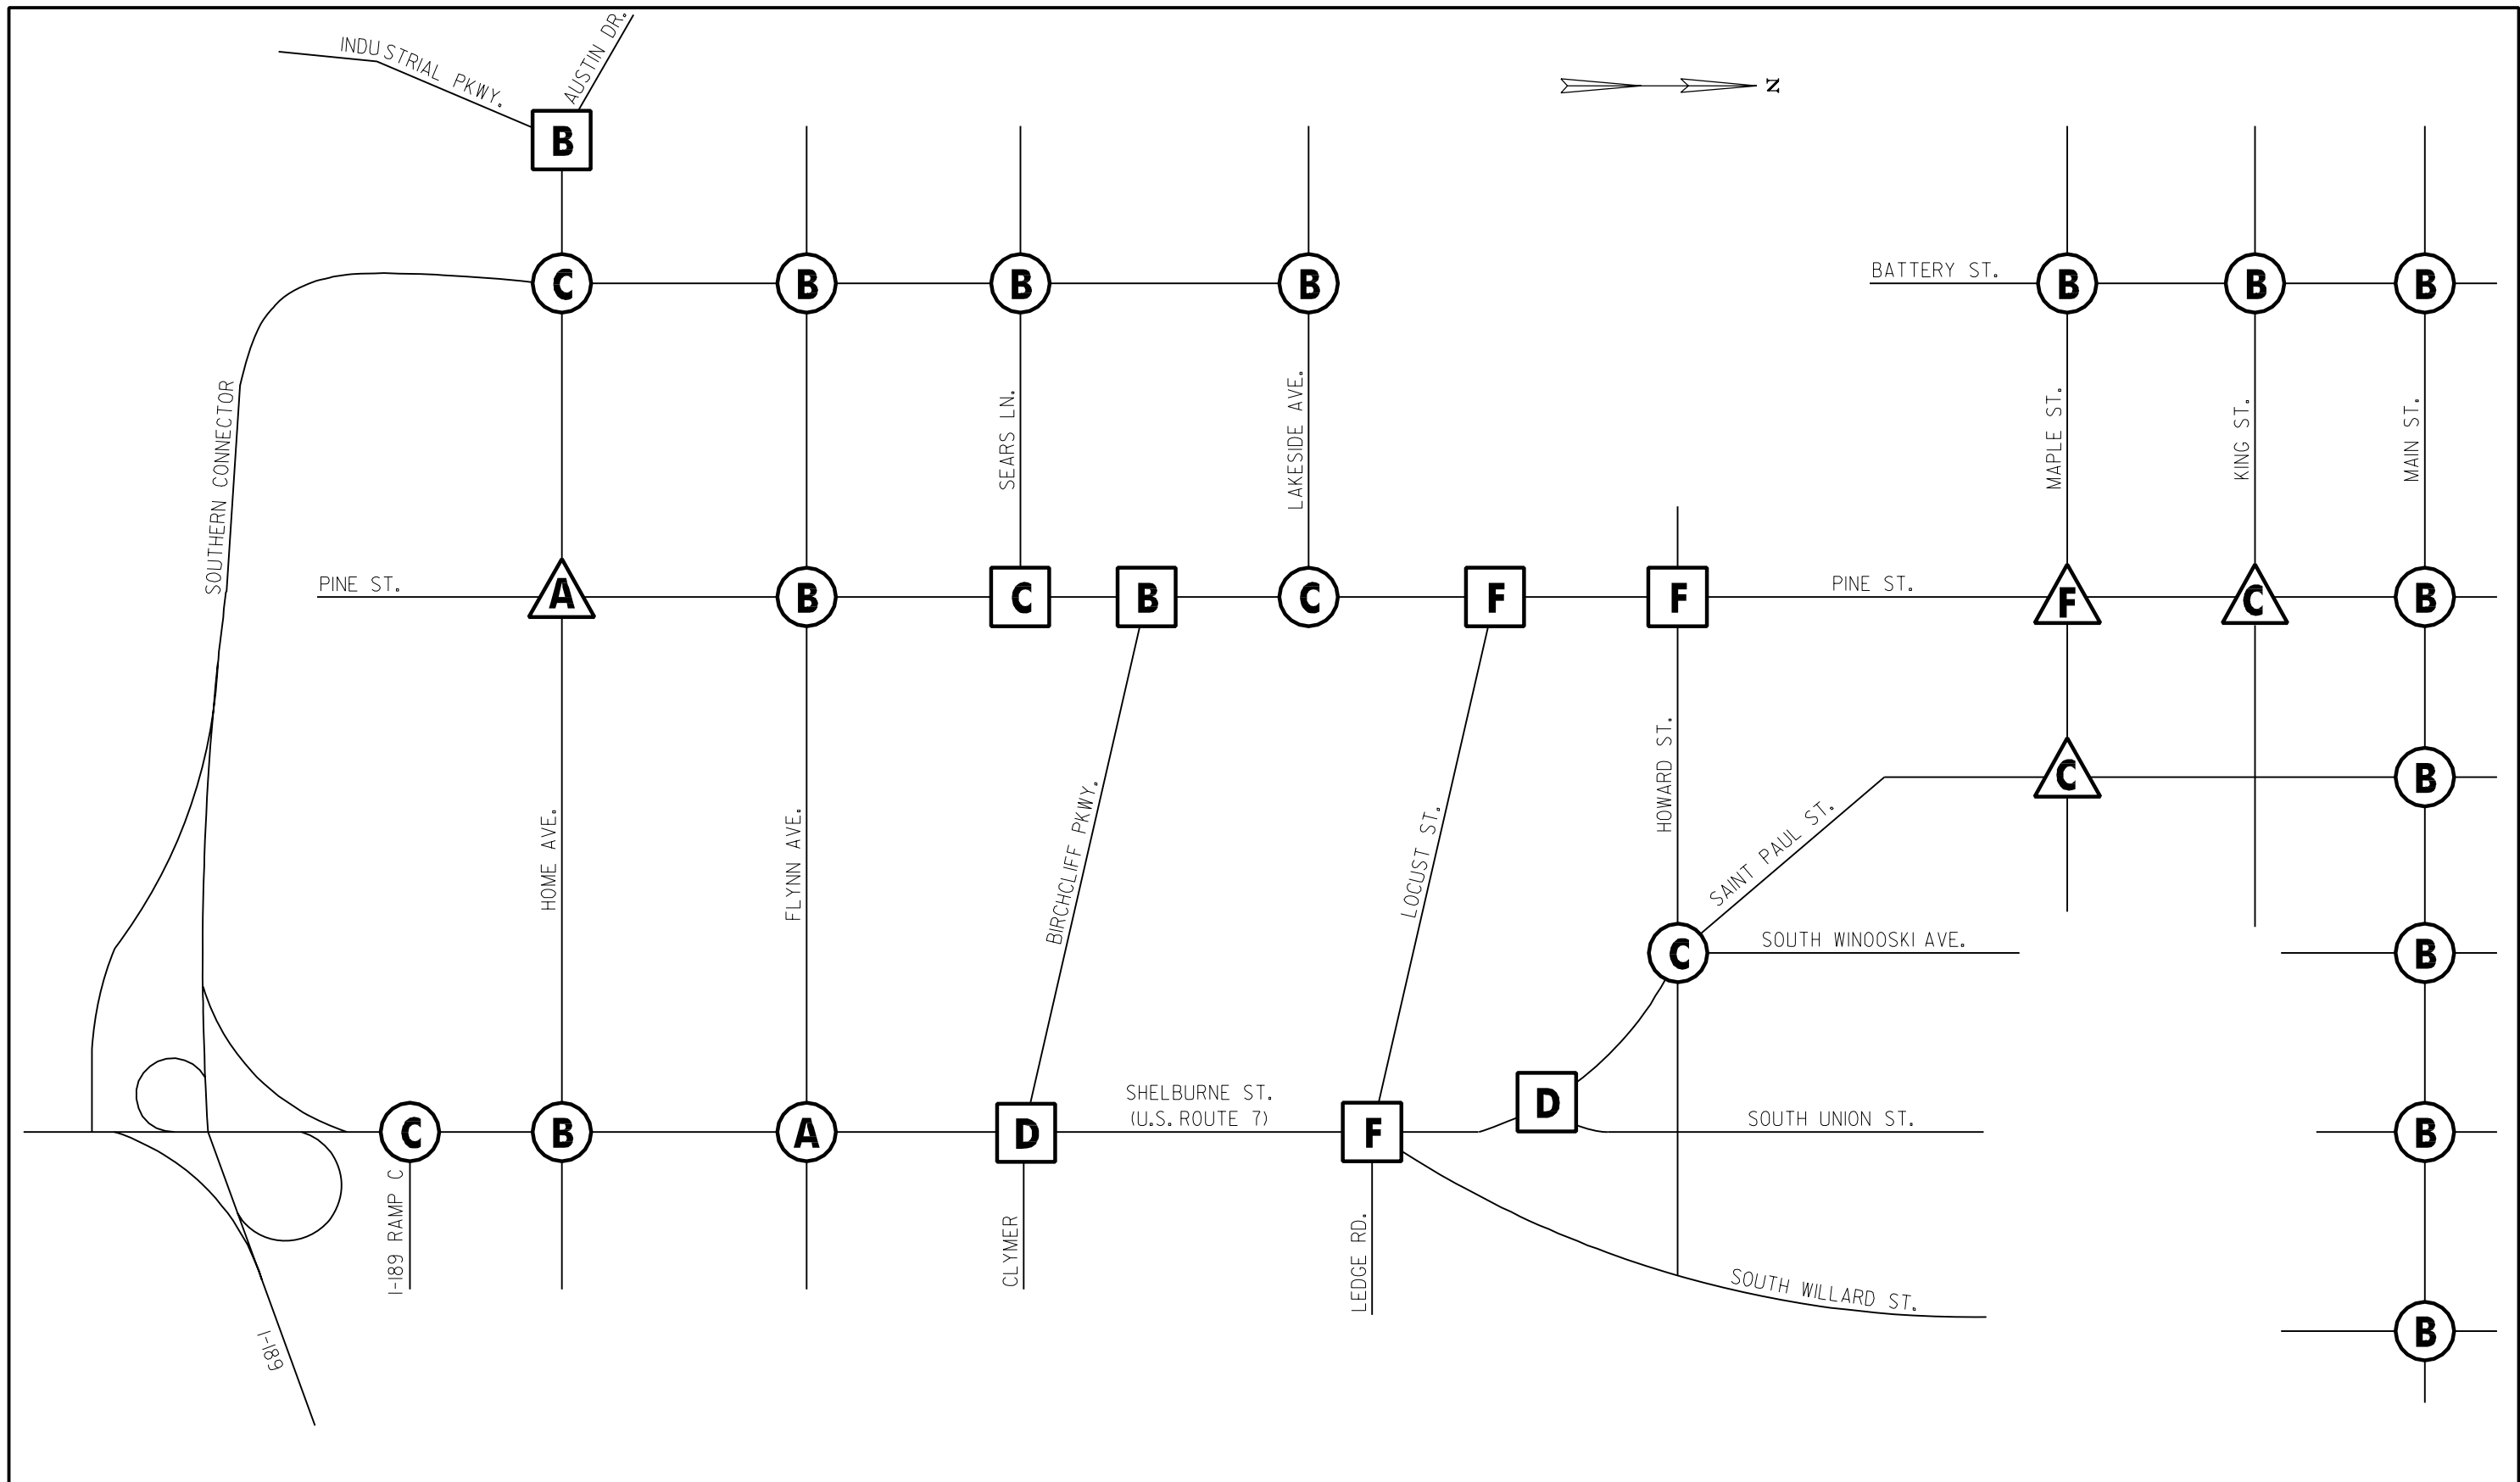 INDUSTRIAL PKWY.
AUSTIN DR.
N
B
BATTERY ST.
C
B
B
B
B
B
B
SOUTHERN CONNECTOR
SEARS LN.
LAKESIDE AVE.
MAPLE ST.
KING ST.
MAIN ST.
PINE ST.
A
B
C
B
C
F
F
PINE ST.
F
C
B
HOME AVE.
FLYNN AVE.
BIRCHCLIFF PKWY.
LOCUST ST.
HOWARD ST.
SAINT PAUL ST.
C
B
C
SOUTH WINOOSKI AVE.
B
SHELBURNE ST.
(U.S. ROUTE 7)
D
SOUTH UNION ST.
C
B
A
D
F
B
I-189 RAMP C
CLYMER
LEDGE RD.
SOUTH WILLARD ST.
I-189
B